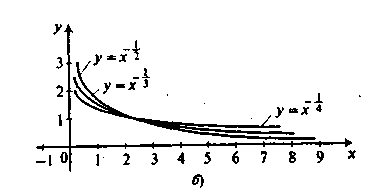 y
y = x^-1/2
3
y = x^-1/3
2
y = x^-1/4
1
-1 0 1 2 3 4 5 6 7 8 9 x
б)